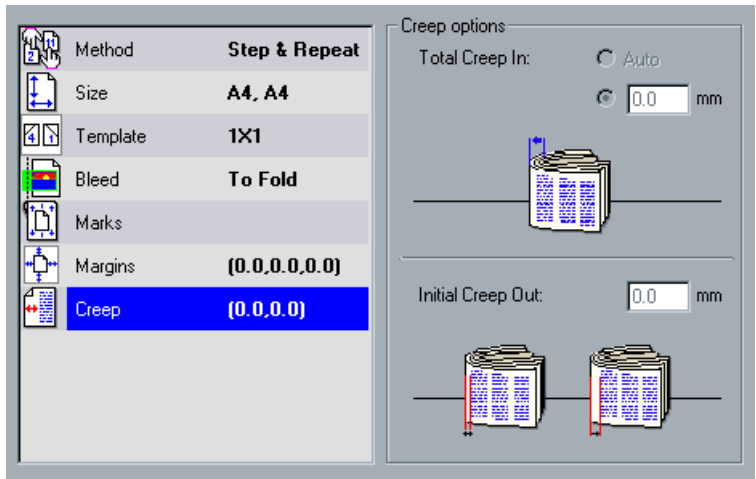 Method Step & Repeat
Size A4, A4
Template 1X1
Bleed To Fold
Marks
Margins (0.0,0.0,0.0)
Creep (0.0,0.0)
Creep options
Total Creep In: Auto
0.0 mm
Initial Creep Out: 0.0 mm